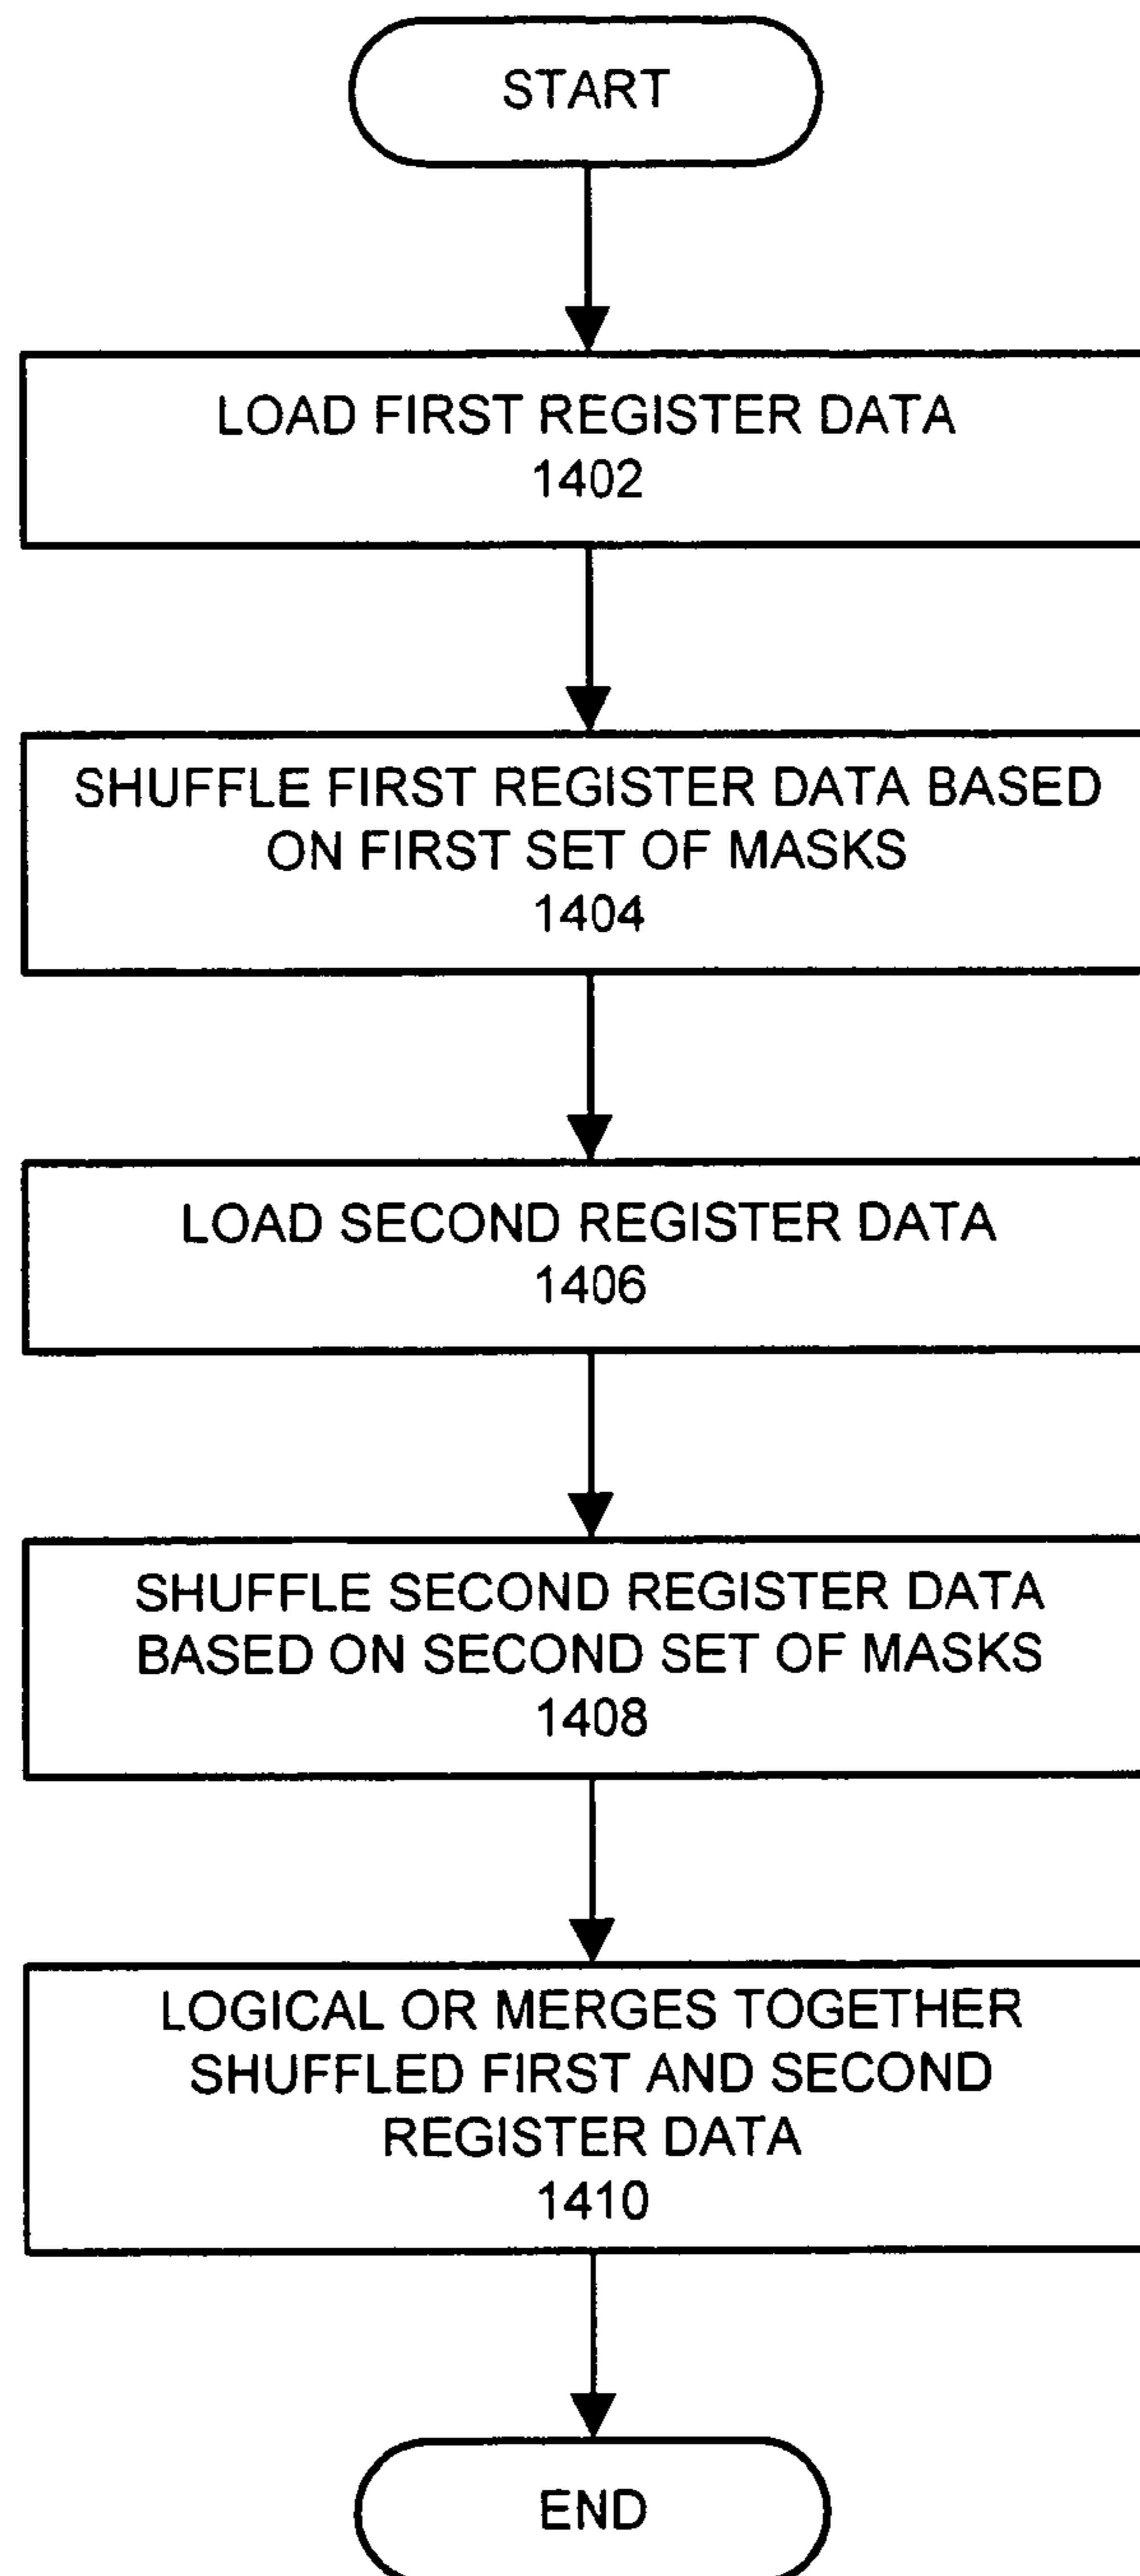 START
LOAD FIRST REGISTER DATA
1402
SHUFFLE FIRST REGISTER DATA BASED
ON FIRST SET OF MASKS
1404
LOAD SECOND REGISTER DATA
1406
SHUFFLE SECOND REGISTER DATA
BASED ON SECOND SET OF MASKS
1408
LOGICAL OR MERGES TOGETHER
SHUFFLED FIRST AND SECOND
REGISTER DATA
1410
END